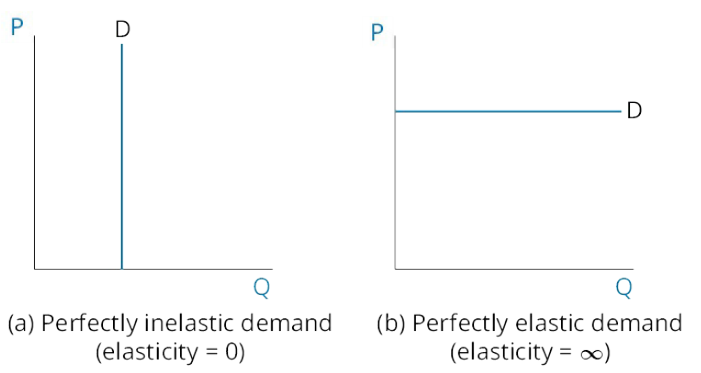 P
D
Q
(a) Perfectly inelastic demand
(elasticity = 0)
P
D
Q
(b) Perfectly elastic demand
(elasticity = ∞)